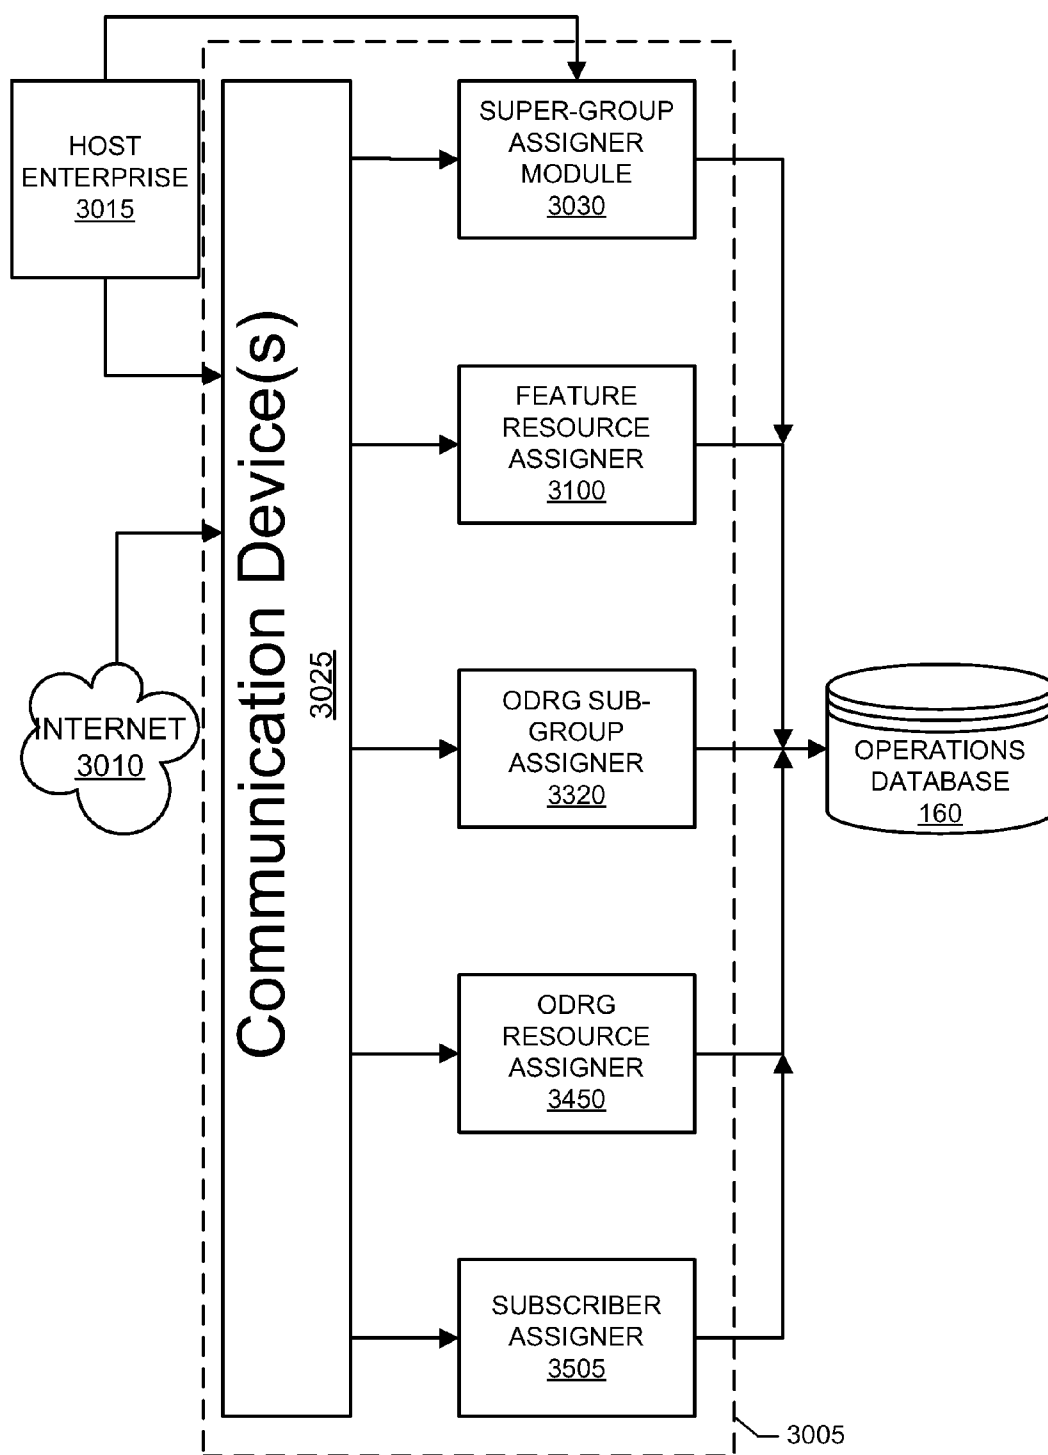 HOST
ENTERPRISE
3015
SUPER-GROUP
ASSIGNER
MODULE
3030
Communication Device(s)
3025
FEATURE
RESOURCE
ASSIGNER
3100
INTERNET
3010
ODRG SUB-
GROUP
ASSIGNER
3320
OPERATIONS
DATABASE
160
ODRG
RESOURCE
ASSIGNER
3450
SUBSCRIBER
ASSIGNER
3505
3005